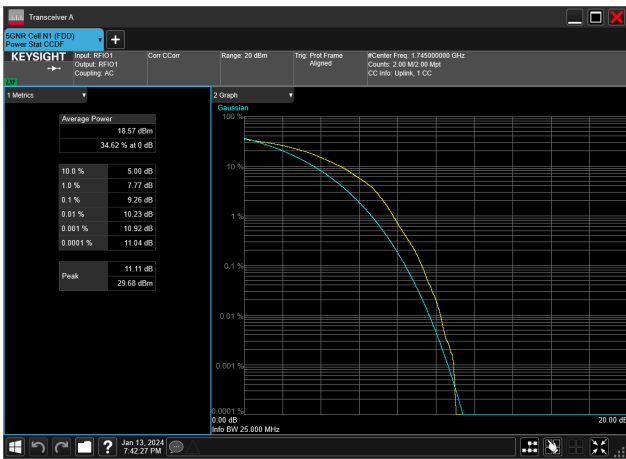 Transceiver A
5GNR Cell N1 (FDD)
Power Stat CCDF
KEYSIGHT
Input: RFIO1
Output: RFIO1
Coupling: AC
Corr CCorr
Range: 20 dBm
Trig: Prot Frame
Aligned
#Center Freq: 1.745000000 GHz
Counts: 2.00 M/2.00 Mpt
CC Info: Uplink, 1 CC
1 Metrics
Average Power
18.57 dBm
34.62 % at 0 dB
10.0 % 5.00 dB
1.0 % 7.77 dB
0.1 % 9.26 dB
0.01 % 10.23 dB
0.001 % 10.92 dB
0.0001 % 11.04 dB
Peak
11.11 dB
29.68 dBm
2 Graph
Gaussian
100 %
10 %
1 %
0.1 %
0.01 %
0.001 %
0.0001 %
0.00 dB
20.00 dB
Info BW 25.000 MHz
?
Jan 13, 2024
7:42:27 PM